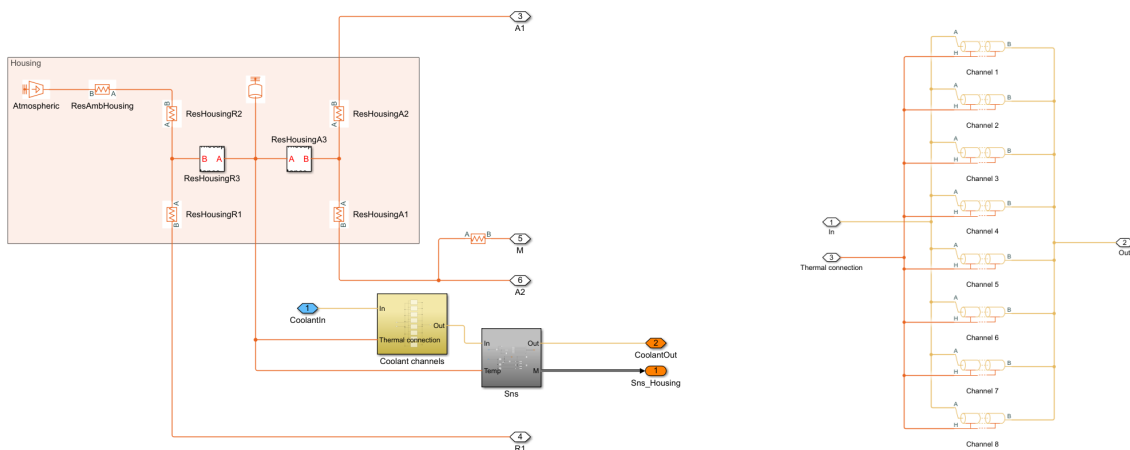 3
A1
Housing
Atmospheric
B
A
ResAmbHousing
B
A
ResHousingR2
B
A
ResHousingA2
ResHousingA3
B A
ResHousingR3
A B
A
B
ResHousingR1
A
B
ResHousingA1
A
B
5
M
6
A2
1
CoolantIn
In
Out
Thermal connection
Coolant channels
In
Out
Temp
M
Sns
2
CoolantOut
1
Sns_Housing
4
R1
A
H
B
Channel 1
A
H
B
Channel 2
A
H
B
Channel 3
A
H
B
Channel 4
A
H
B
Channel 5
A
H
B
Channel 6
A
H
B
Channel 7
A
H
B
Channel 8
1
In
3
Thermal connection
2
Out